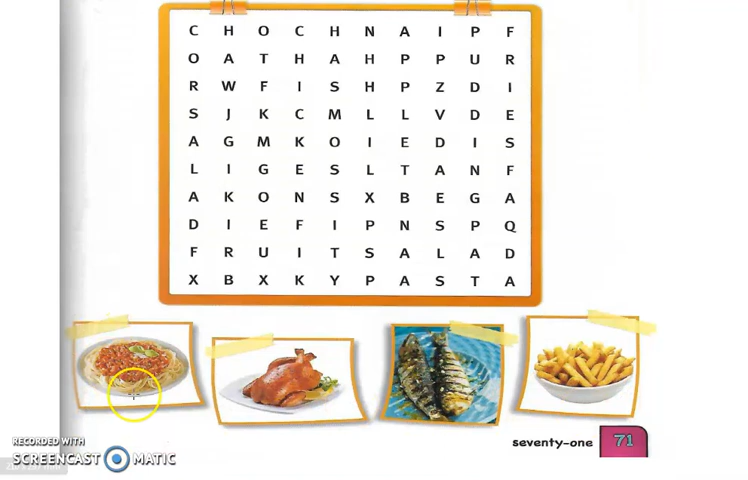 C H O C H N A I P F
O A T H A H P P U R
R W F I S H P Z D I
S J K C M L L V D E
A G M K O I E D I S
L I G E S L T A N F
A K O N S X B E G A
D I E F I P N S P Q
F R U I T S A L A D
X B X K Y P A S T A
seventy-one 71
RECORDED WITH
SCREENCAST MATIC